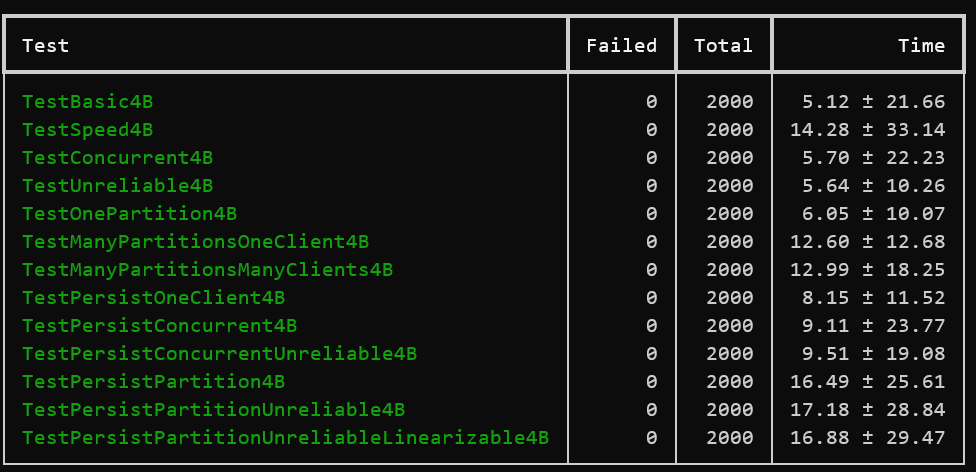 Test Failed Total Time
TestBasic4B 0 2000 5.12 ± 21.66
TestSpeed4B 0 2000 14.28 ± 33.14
TestConcurrent4B 0 2000 5.70 ± 22.23
TestUnreliable4B 0 2000 5.64 ± 10.26
TestOnePartition4B 0 2000 6.05 ± 10.07
TestManyPartitionsOneClient4B 0 2000 12.60 ± 12.68
TestManyPartitionsManyClients4B 0 2000 12.99 ± 18.25
TestPersistOneClient4B 0 2000 8.15 ± 11.52
TestPersistConcurrent4B 0 2000 9.11 ± 23.77
TestPersistConcurrentUnreliable4B 0 2000 9.51 ± 19.08
TestPersistPartition4B 0 2000 16.49 ± 25.61
TestPersistPartitionUnreliable4B 0 2000 17.18 ± 28.84
TestPersistPartitionUnreliableLinearizable4B 0 2000 16.88 ± 29.47